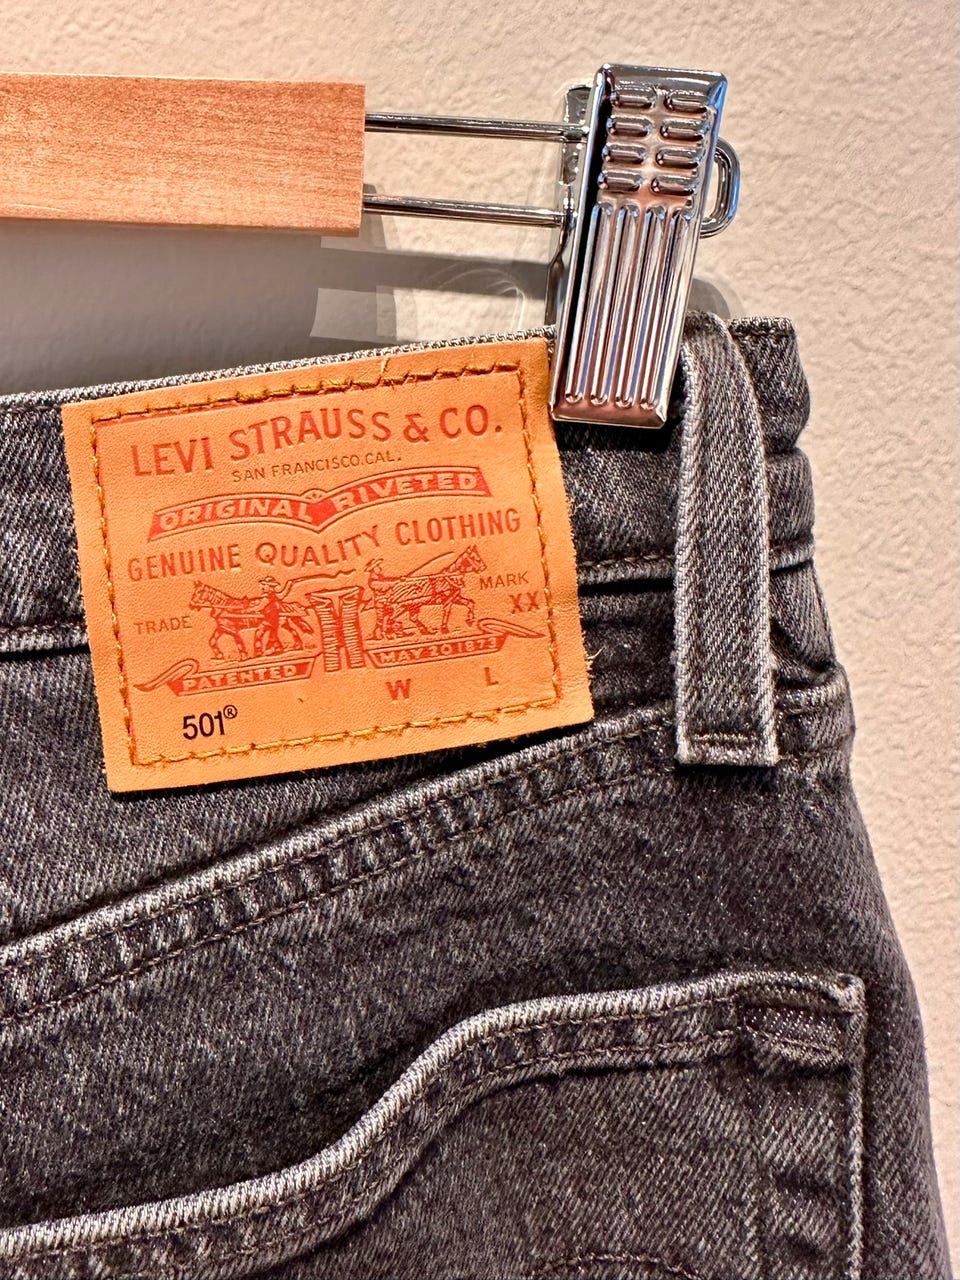 LEVI STRAUSS & CO.
SAN FRANCISCO, CAL.
ORIGINAL RIVETED
GENUINE QUALITY CLOTHING
TRADE MARK
XX
PATENTED MAY 20 1873
W L
501®